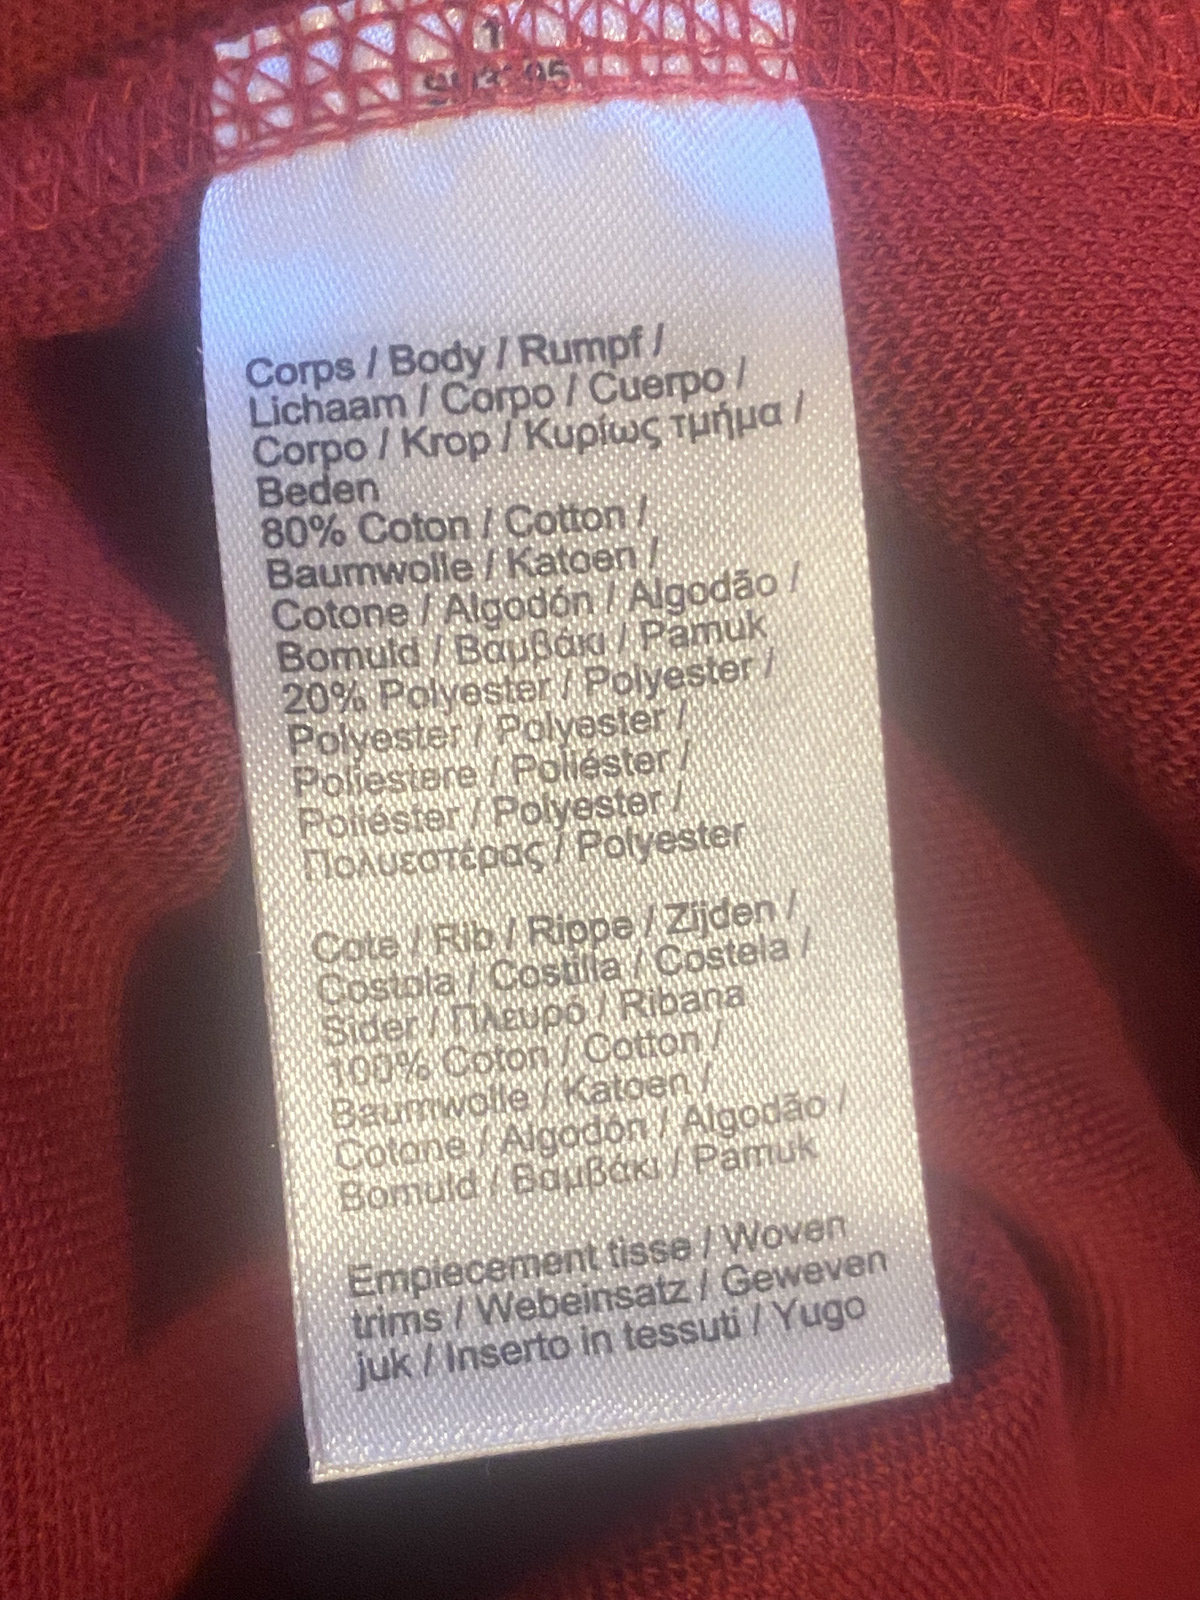 Corps / Body / Rumpf /
Lichaam / Corpo / Cuerpo /
Corpo / Krop / Κυρίως τμήμα /
Beden
80% Coton / Cotton /
Baumwolle / Katoen /
Cotone / Algodón / Algodão /
Bomuld / Βαμβάκι / Pamuk
20% Polyester / Polyester /
Polyester / Polyester /
Poliestere / Poliéster /
Poliéster / Polyester /
Πολυεστέρας / Polyester
Cote / Rib / Rippe / Zijden /
Costola / Costilla / Costela /
Sider / Πλευρό / Ribana
100% Coton / Cotton /
Baumwolle / Katoen /
Cotone / Algodón / Algodão /
Bomuld / Βαμβάκι / Pamuk
Empiecement tisse / Woven
trims / Webeinsatz / Geweven
juk / Inserto in tessuti / Yugo